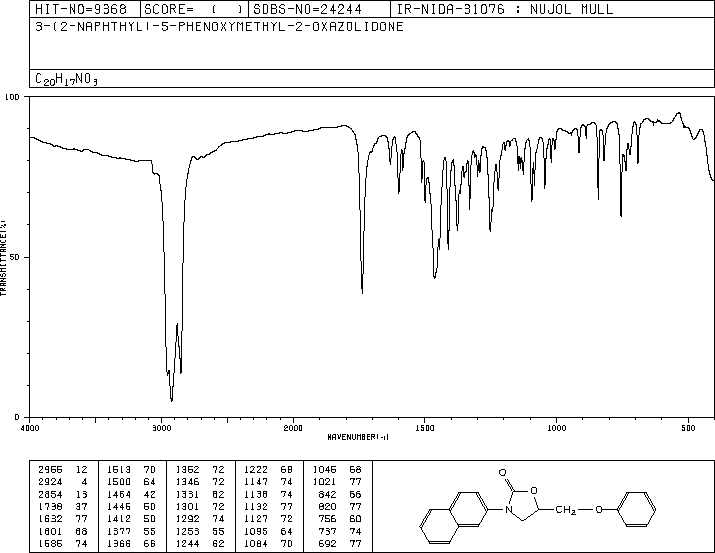 HIT-NO=9368 SCORE= ( ) SDBS-NO=24244 IR-NIDA-31076 : NUJOL MULL
3-(2-NAPHTHYL)-5-PHENOXYMETHYL-2-OXAZOLIDONE
C20H17NO3
100
50
0
TRANSMITTANCE(%)
4000 3000 2000 1500 1000 500
WAVENUMBER(-1)
2955 12 1513 70 1352 72 1222 68 1045 68
2924 4 1500 64 1346 72 1147 74 1021 77
2854 13 1464 42 1331 62 1138 74 842 66
1738 37 1446 50 1301 72 1132 77 820 77
1632 77 1412 50 1292 74 1127 72 756 60
1601 68 1377 55 1253 55 1095 64 737 74
1585 74 1366 66 1244 62 1084 70 692 77
O
O
N CH2 O